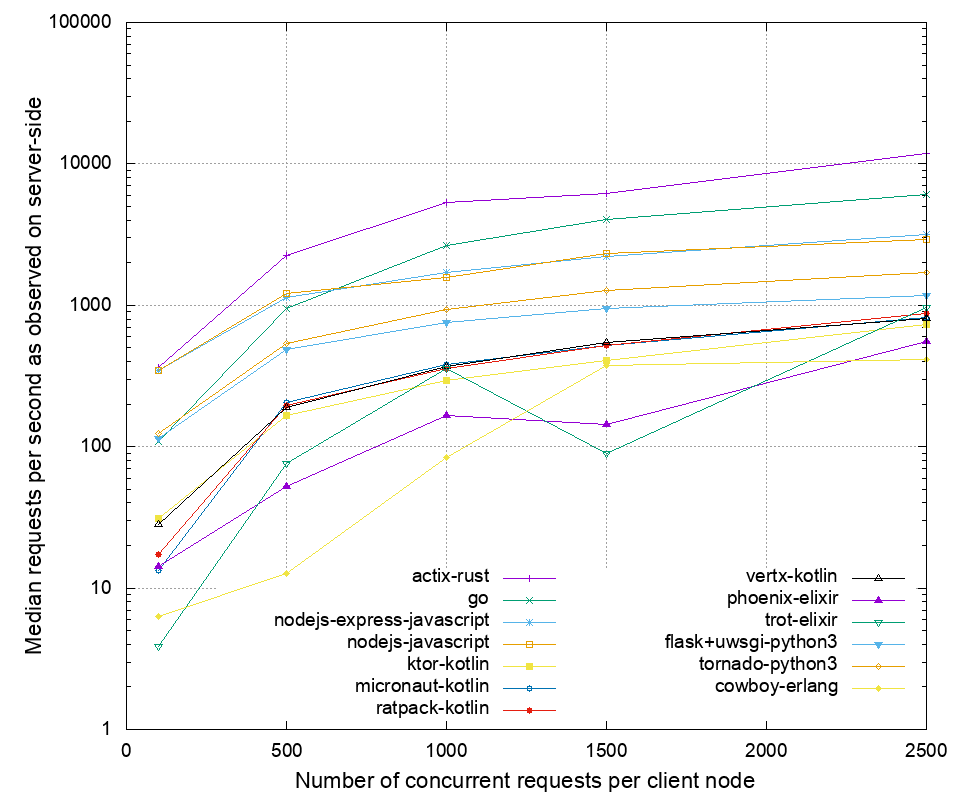 100000
10000
1000
100
10
1
Median requests per second as observed on server-side
actix-rust
go
nodejs-express-javascript
nodejs-javascript
ktor-kotlin
micronaut-kotlin
ratpack-kotlin
vertx-kotlin
phoenix-elixir
trot-elixir
flask+uwsgi-python3
tornado-python3
cowboy-erlang
0 500 1000 1500 2000 2500
Number of concurrent requests per client node